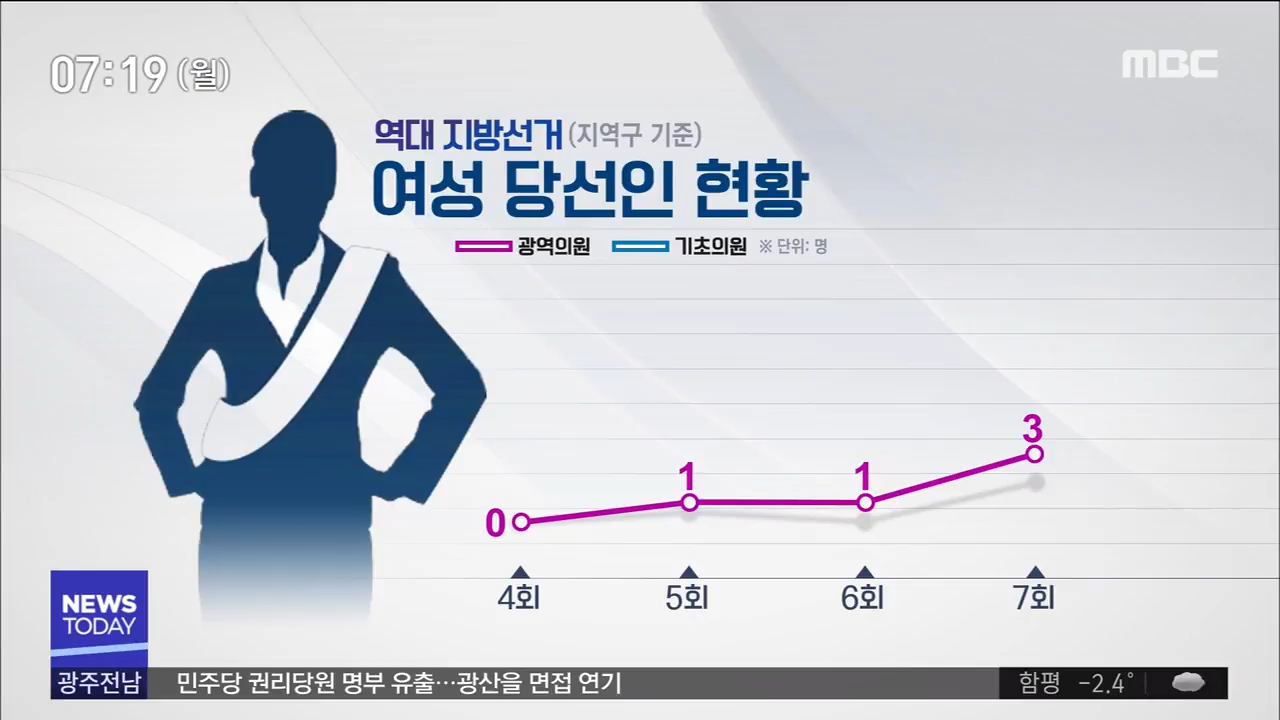 07:19 (월)
MBC
역대 지방선거 (지역구 기준)
여성 당선인 현황
광역의원 기초의원 ※ 단위: 명
0 1 1 3
4회 5회 6회 7회
NEWS
TODAY
광주전남 민주당 권리당원 명부 유출…광산을 면접 연기 함평 -2.4°